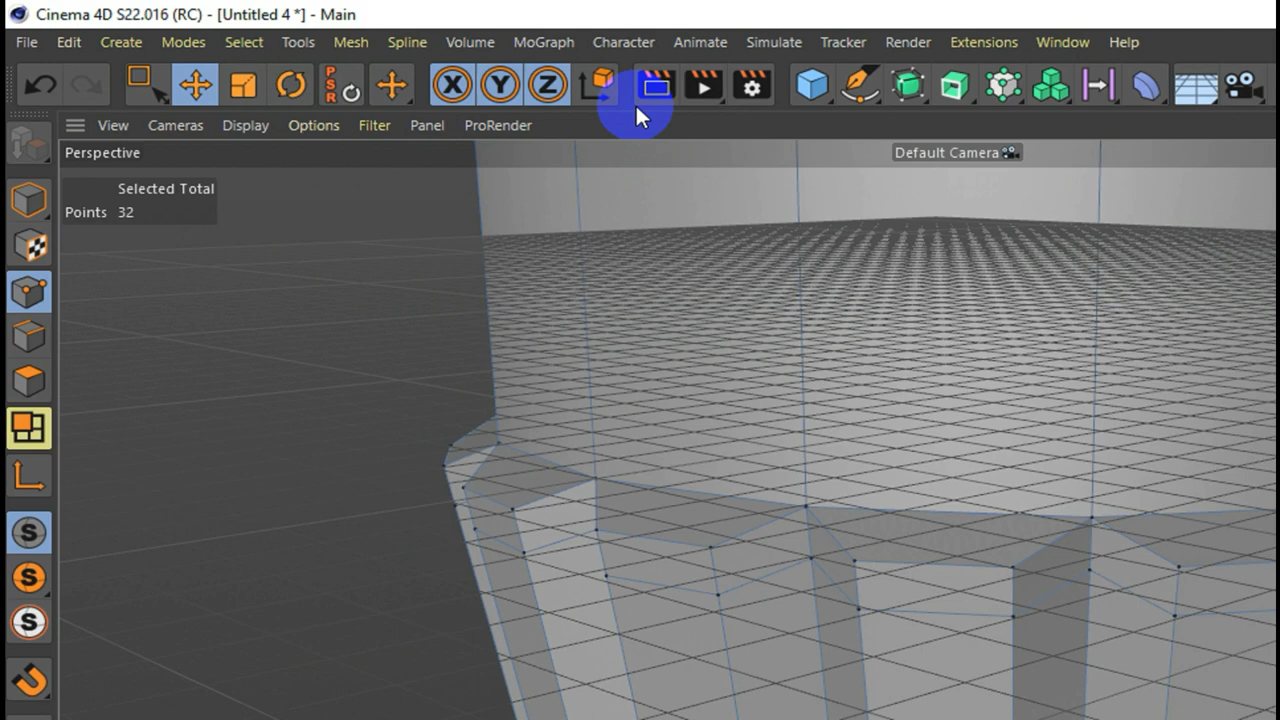 Cinema 4D S22.016 (RC) - [Untitled 4 *] - Main
File Edit Create Modes Select Tools Mesh Spline Volume MoGraph Character Animate Simulate Tracker Render Extensions Window Help
P
S
R
X Y Z
View Cameras Display Options Filter Panel ProRender
Perspective
Default Camera
Selected Total
Points 32
S
S
S